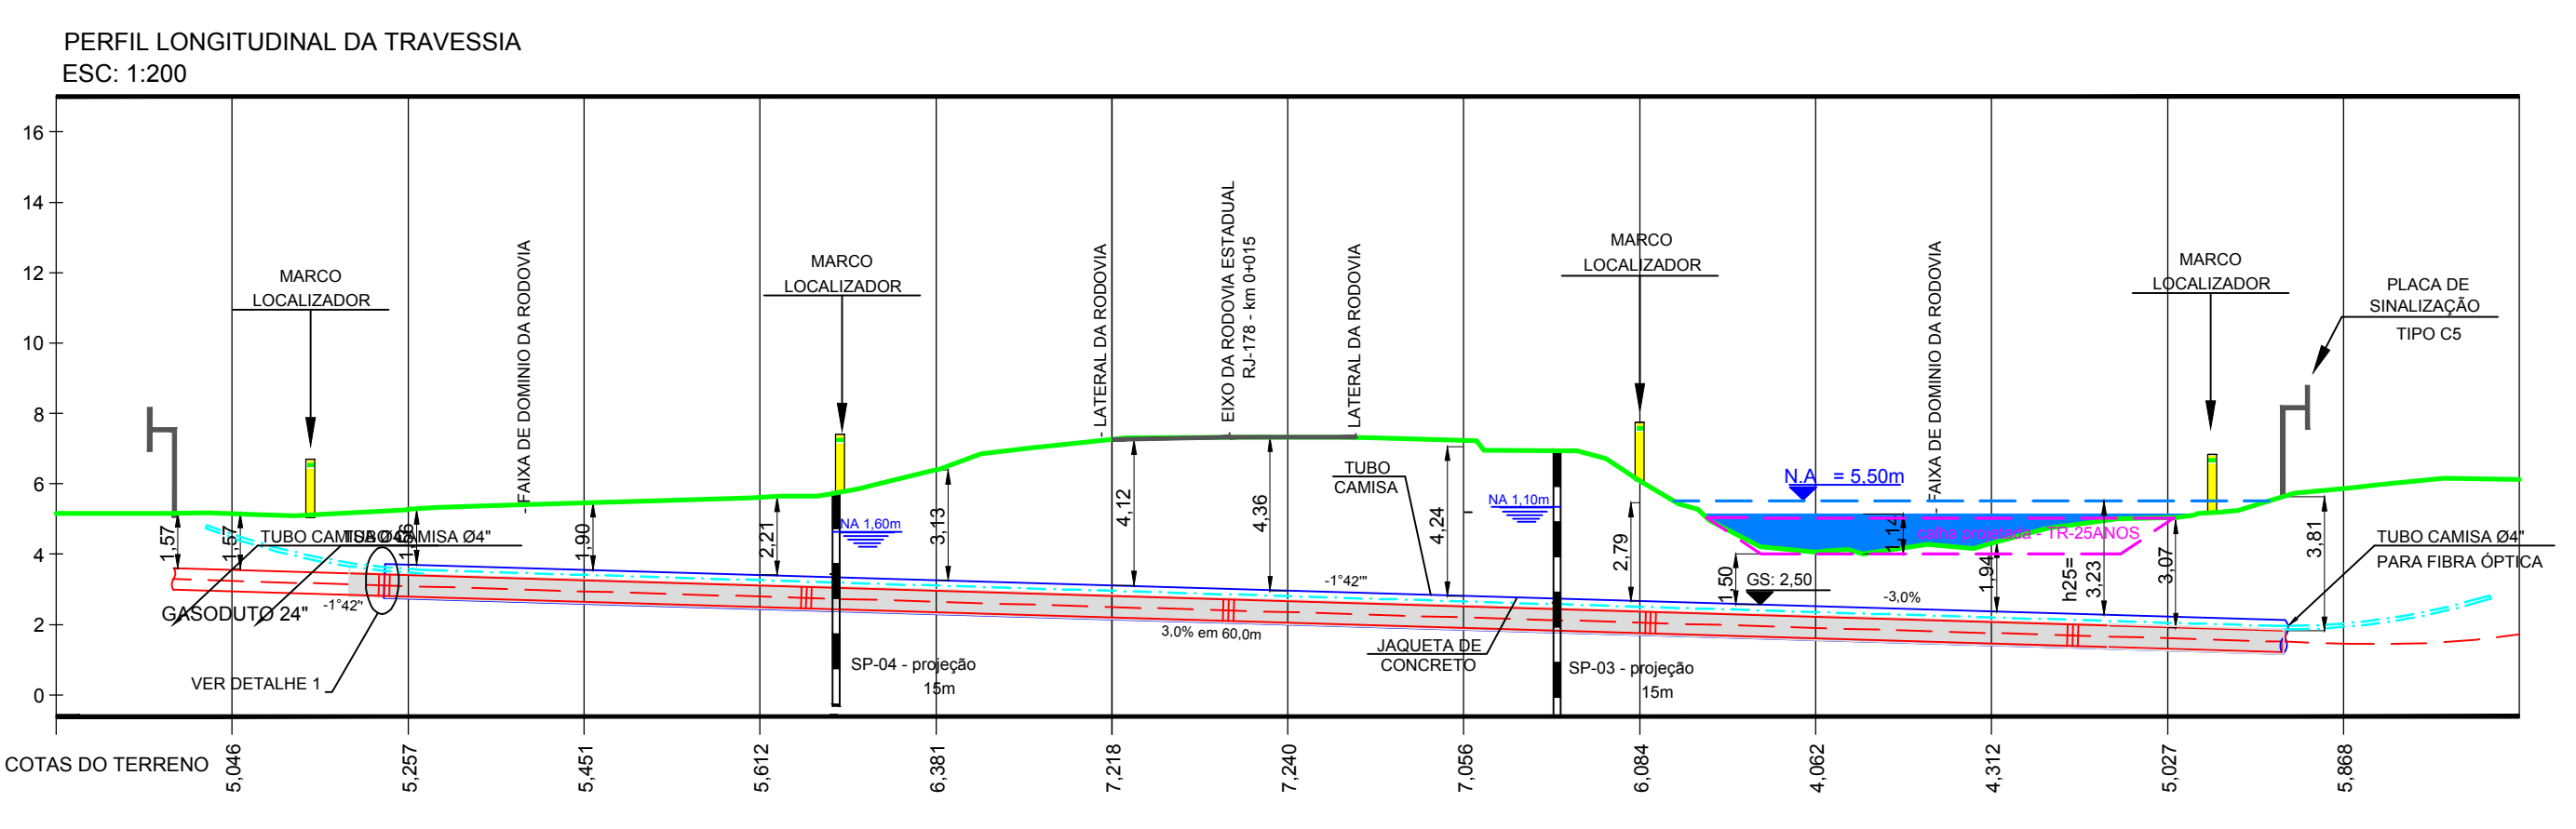 PERFIL LONGITUDINAL DA TRAVESSIA
ESC: 1:200
16
14
12
10
8
6
4
2
0
MARCO
LOCALIZADOR
FAIXA DE DOMINIO DA RODOVIA
MARCO
LOCALIZADOR
LATERAL DA RODOVIA
EIXO DA RODOVIA ESTADUAL
RJ-178 - km 0+015
LATERAL DA RODOVIA
MARCO
LOCALIZADOR
FAIXA DE DOMINIO DA RODOVIA
MARCO
LOCALIZADOR
PLACA DE
SINALIZAÇÃO
TIPO C5
TUBO
CAMISA
N.A = 5,50m
NA 1,60m
NA 1,10m
1,57
1,57
TUBO CAMISA Ø4"
TUBO CAMISA Ø4"
1,90
2,21
3,13
4,12
4,36
4,24
2,79
1,50
1,14
calha projetada - TR-25ANOS
1,94
h25=
3,23
3,07
3,81
TUBO CAMISA Ø4"
PARA FIBRA ÓPTICA
GS: 2,50
-1°42'"
-3,0%
GASODUTO 24"
-1°42'"
3,0% em 60,0m
JAQUETA DE
CONCRETO
SP-04 - projeção
15m
SP-03 - projeção
15m
VER DETALHE 1
COTAS DO TERRENO
5,046
5,257
5,451
5,612
6,381
7,218
7,240
7,056
6,084
4,062
4,312
5,027
5,868